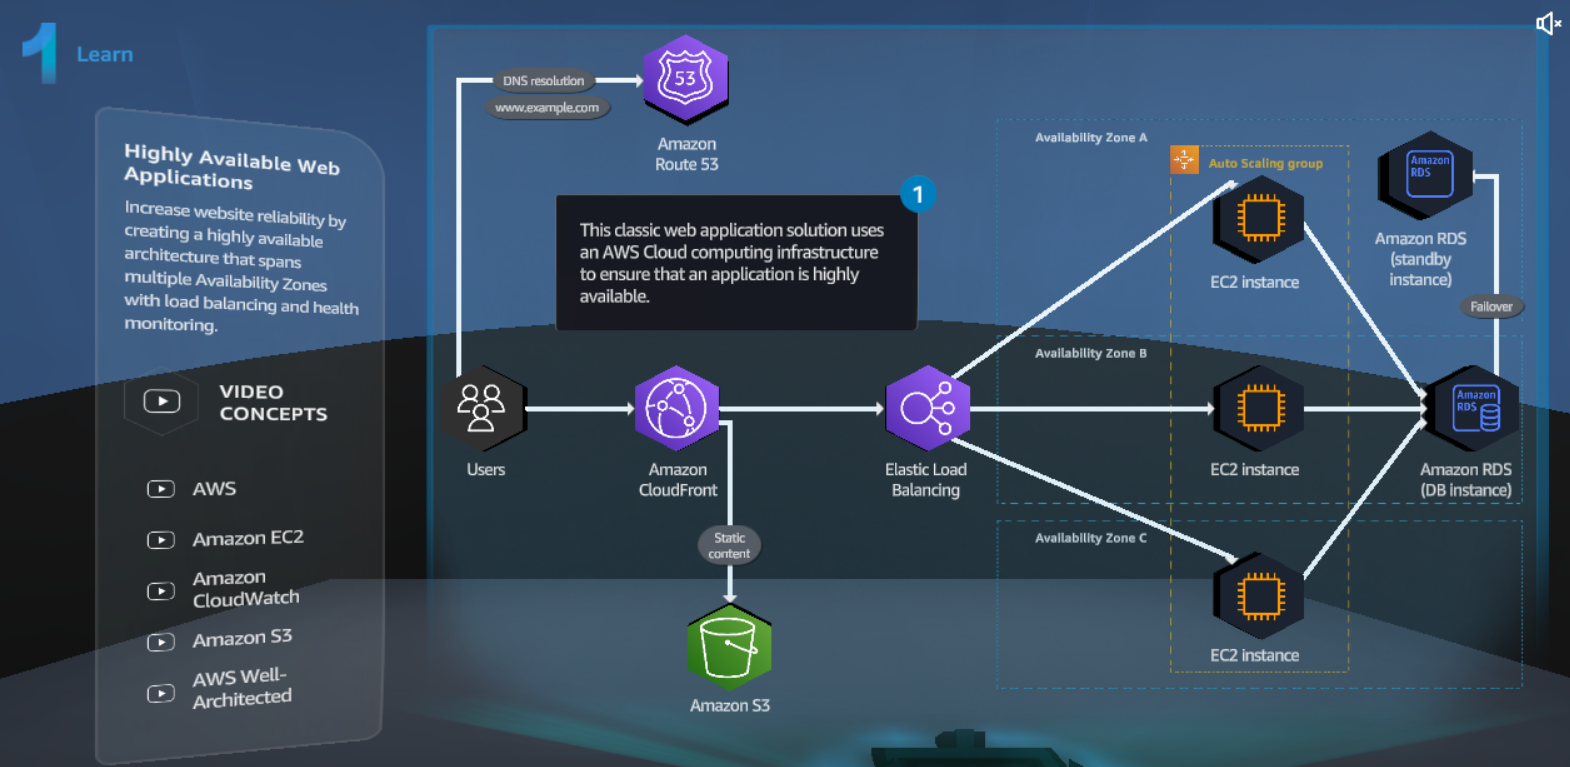 1
Learn
Highly Available Web
Applications
Increase website reliability by
creating a highly available
architecture that spans
multiple Availability Zones
with load balancing and health
monitoring.
VIDEO
CONCEPTS
AWS
Amazon EC2
Amazon
CloudWatch
Amazon S3
AWS Well-
Architected
DNS resolution
www.example.com
53
Amazon
Route 53
1
This classic web application solution uses
an AWS Cloud computing infrastructure
to ensure that an application is highly
available.
Users
Amazon
CloudFront
Static
content
Amazon S3
Elastic Load
Balancing
Availability Zone A
Auto Scaling group
EC2 instance
Amazon
RDS
Amazon RDS
(standby
instance)
Failover
Availability Zone B
EC2 instance
Amazon
RDS
Amazon RDS
(DB instance)
Availability Zone C
EC2 instance